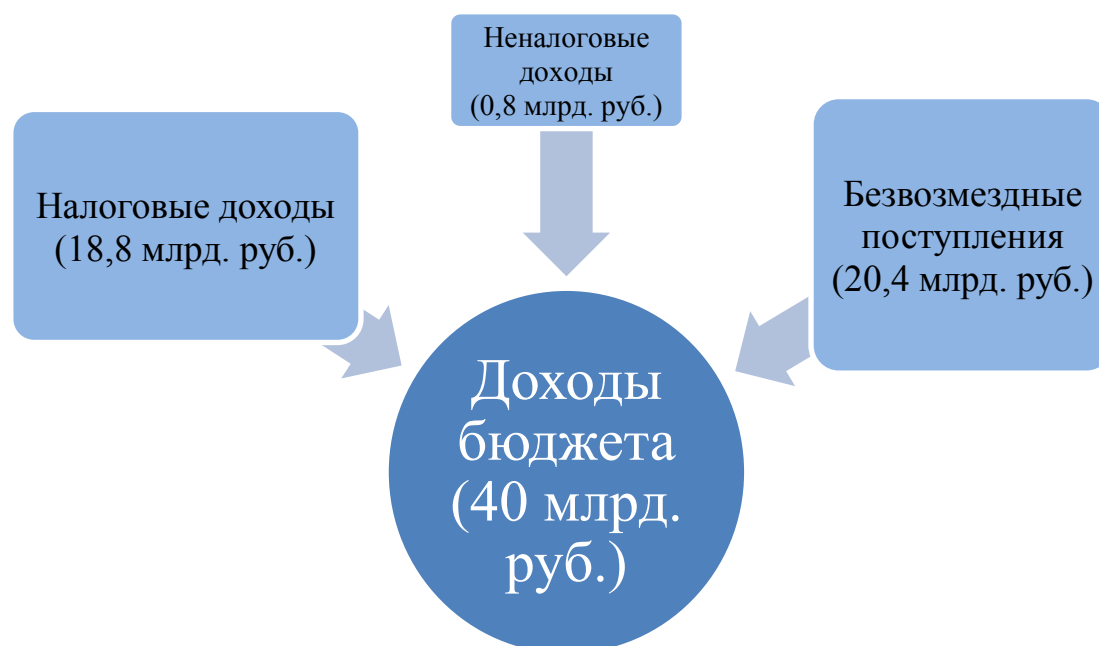 Неналоговые
доходы
(0,8 млрд. руб.)
Налоговые доходы
(18,8 млрд. руб.)
Безвозмездные
поступления
(20,4 млрд. руб.)
Доходы
бюджета
(40 млрд.
руб.)